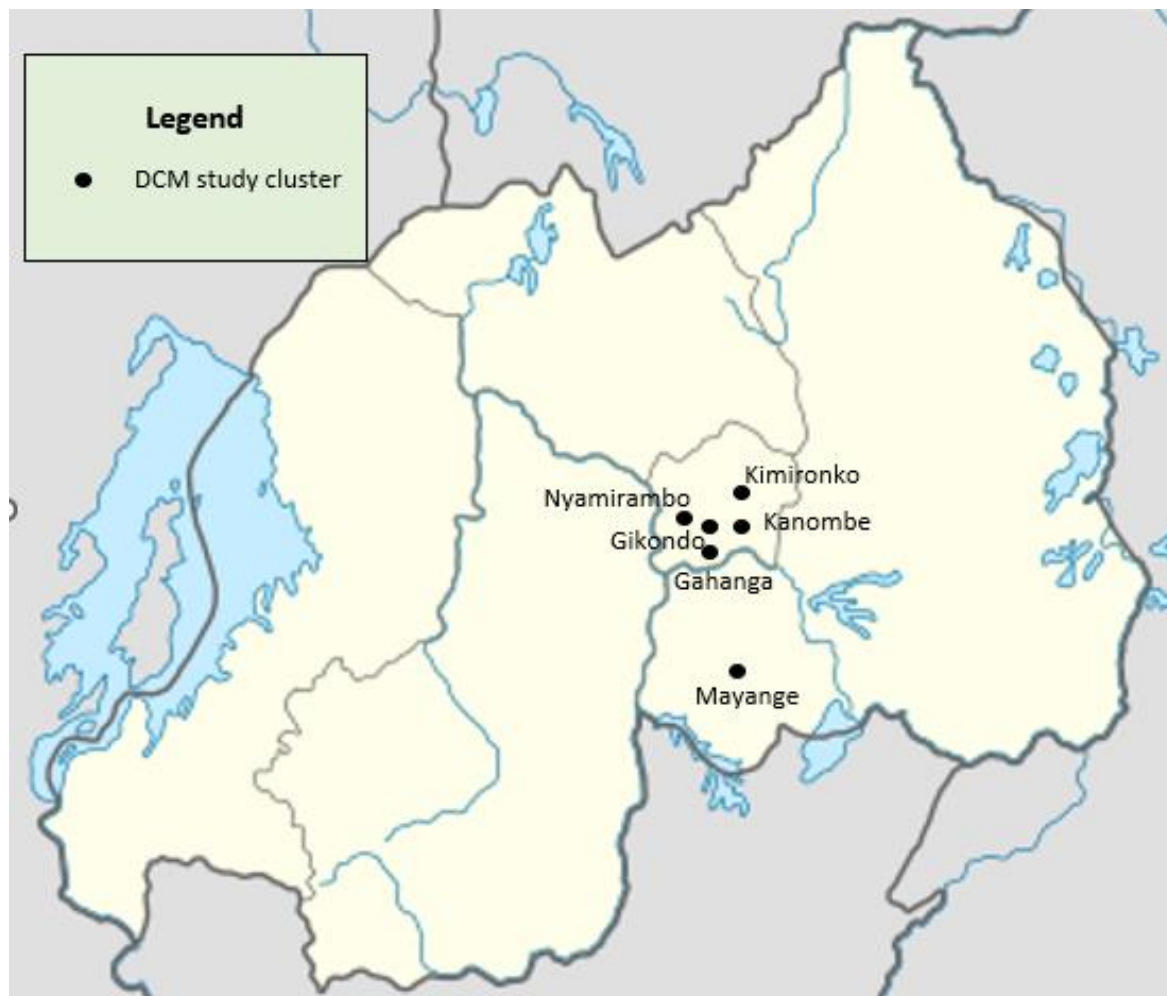 Legend
DCM study cluster
Kimironko
Nyamirambo
Kanombe
Gikondo
Gahanga
Mayange